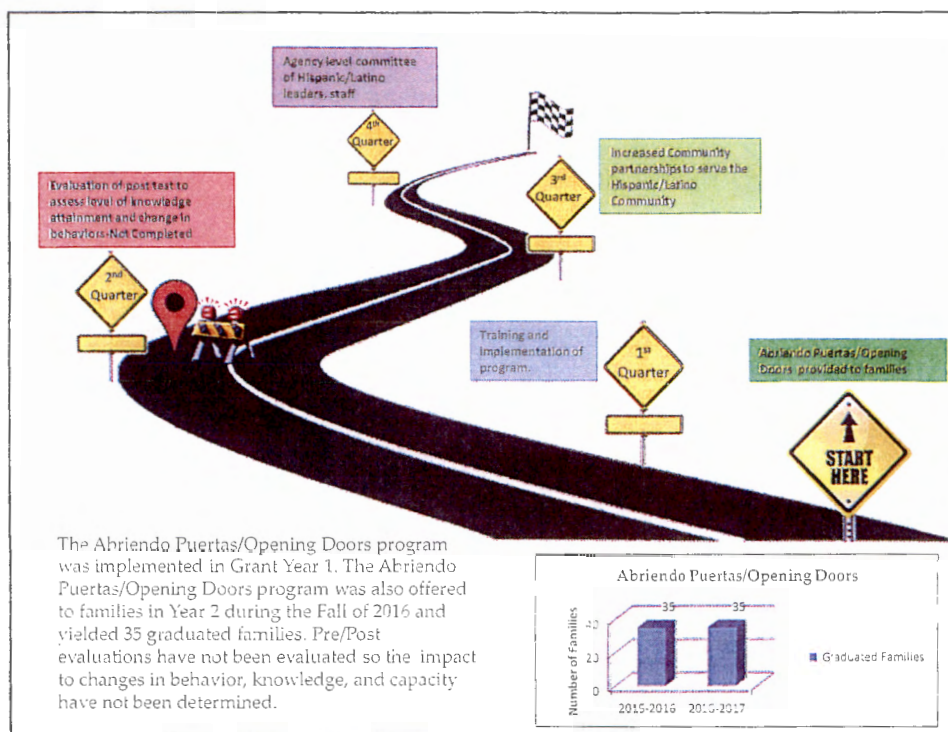 Agency level committee
of Hispanic/Latino
leaders, staff
4th
Quarter
Increased Community
partnerships to serve the
Hispanic/Latino
Community
3rd
Quarter
Evaluation of post test to
assess level of knowledge
attainment and change in
behaviors-Not Completed
2nd
Quarter
Training and
Implementation of
program.
1st
Quarter
Abriendo Puertas/Opening
Doors provided to families
START
HERE
The Abriendo Puertas/Opening Doors program
was implemented in Grant Year 1. The Abriendo
Puertas/Opening Doors program was also offered
to families in Year 2 during the Fall of 2016 and
yielded 35 graduated families. Pre/Post
evaluations have not been evaluated so the impact
to changes in behavior, knowledge, and capacity
have not been determined.
Abriendo Puertas/Opening Doors
Number of Families
40
20
0
35
35
2015-2016
2016-2017
Graduated Families